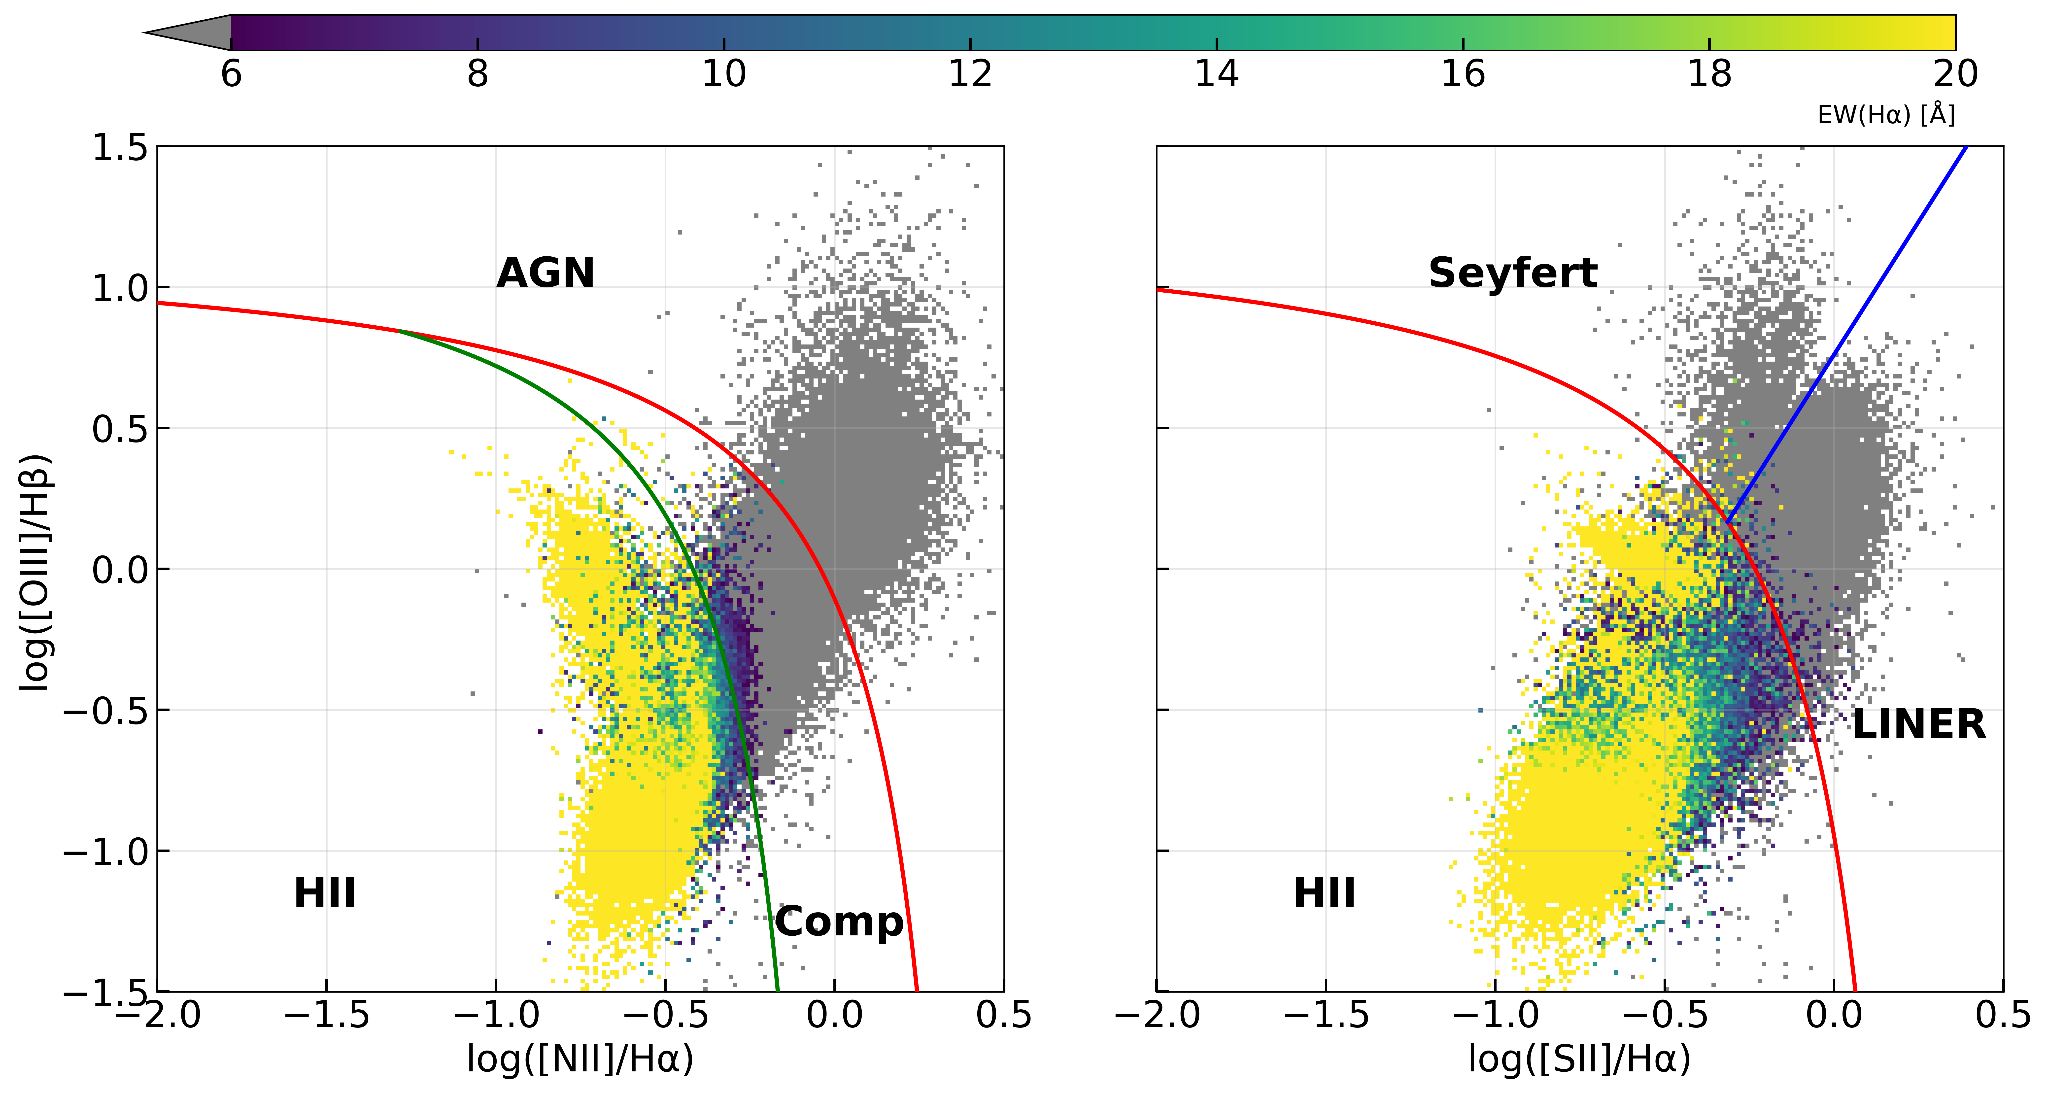 6 8 10 12 14 16 18 20
EW(Hα) [Å]
1.5
1.0
0.5
0.0
−0.5
−1.0
−1.5
log([OIII]/Hβ)
AGN
HII
Comp
−2.0 −1.5 −1.0 −0.5 0.0 0.5
log([NII]/Hα)
Seyfert
LINER
HII
−2.0 −1.5 −1.0 −0.5 0.0 0.5
log([SII]/Hα)